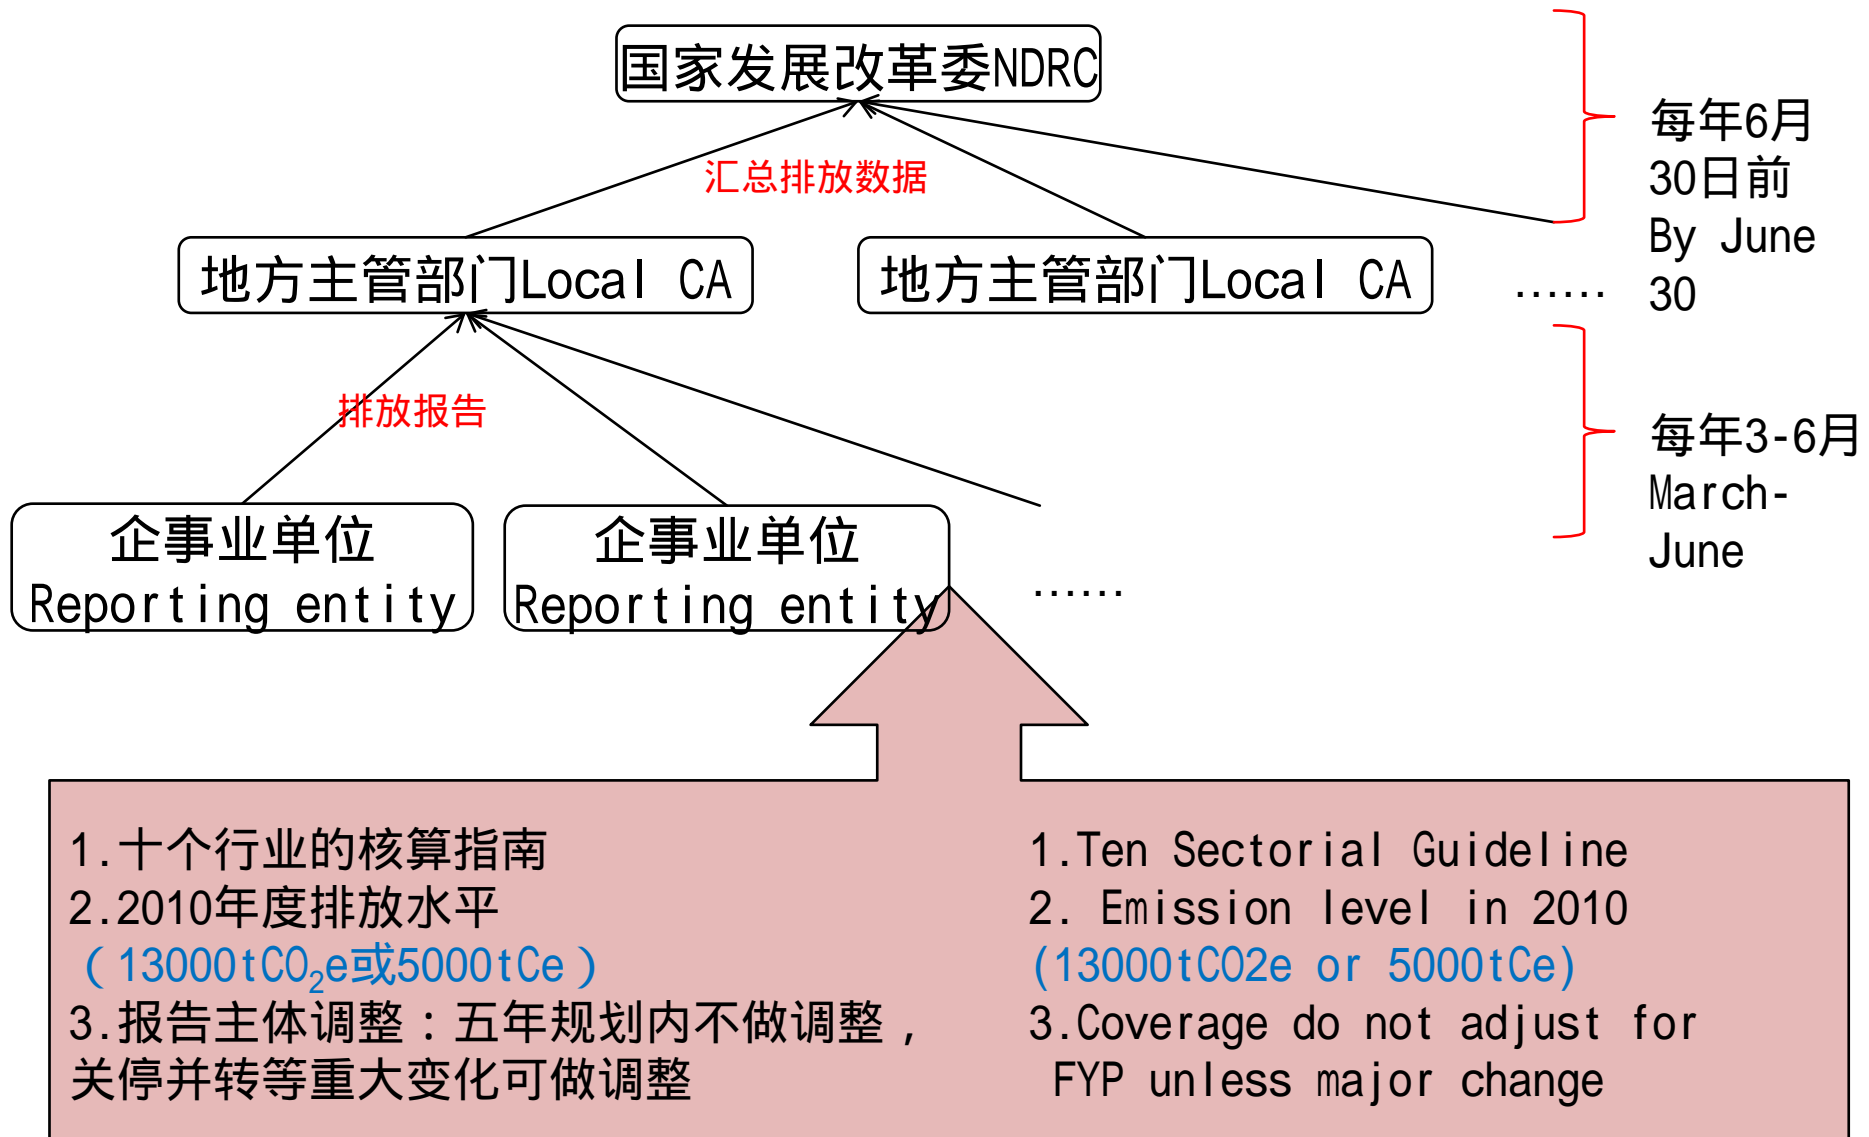 国家发展改革委NDRC
每年6月
30日前
By June
30
汇总排放数据
地方主管部门Local CA
地方主管部门Local CA
......
排放报告
每年3-6月
March-
June
企事业单位
Reporting entity
企事业单位
Reporting entity
......
1.十个行业的核算指南
2.2010年度排放水平
（13000tCO₂e或5000tCe）
3.报告主体调整：五年规划内不做调整，
关停并转等重大变化可做调整
1.Ten Sectorial Guideline
2. Emission level in 2010
(13000tCO2e or 5000tCe)
3.Coverage do not adjust for
FYP unless major change